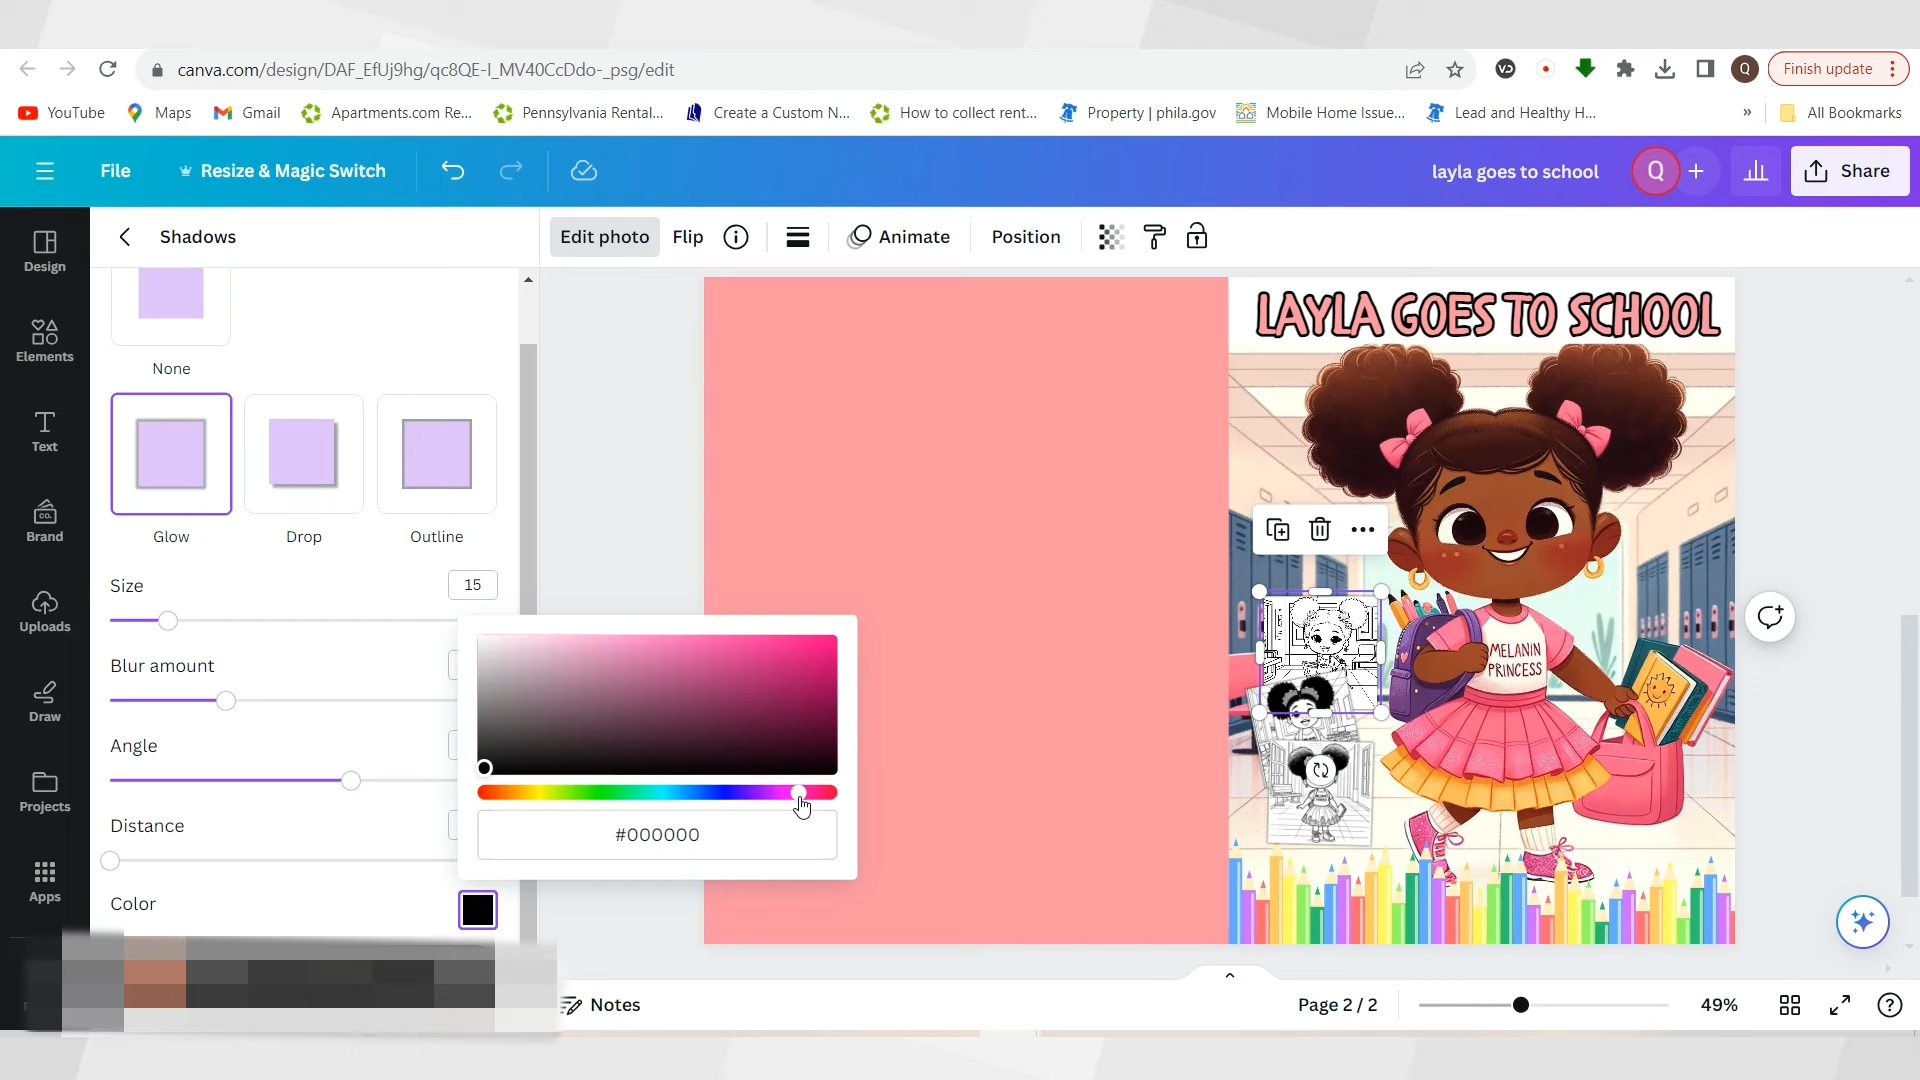 canva.com/design/DAF_EfUj9hg/qc8QE-I_MV40CcDdo-_psg/edit
Q
Finish update
YouTube
Maps
Gmail
Apartments.com Re...
Pennsylvania Rental...
Create a Custom N...
How to collect rent...
Property | phila.gov
Mobile Home Issue...
Lead and Healthy H...
»
All Bookmarks
File
Resize & Magic Switch
layla goes to school
Q
Share
Design
Elements
Text
Brand
Uploads
Draw
Projects
Apps
Shadows
None
Glow
Drop
Outline
Size
15
Blur amount
Angle
Distance
Color
#000000
Edit photo
Flip
Animate
Position
LAYLA GOES TO SCHOOL
MELANIN
PRINCESS
Notes
Page 2 / 2
49%